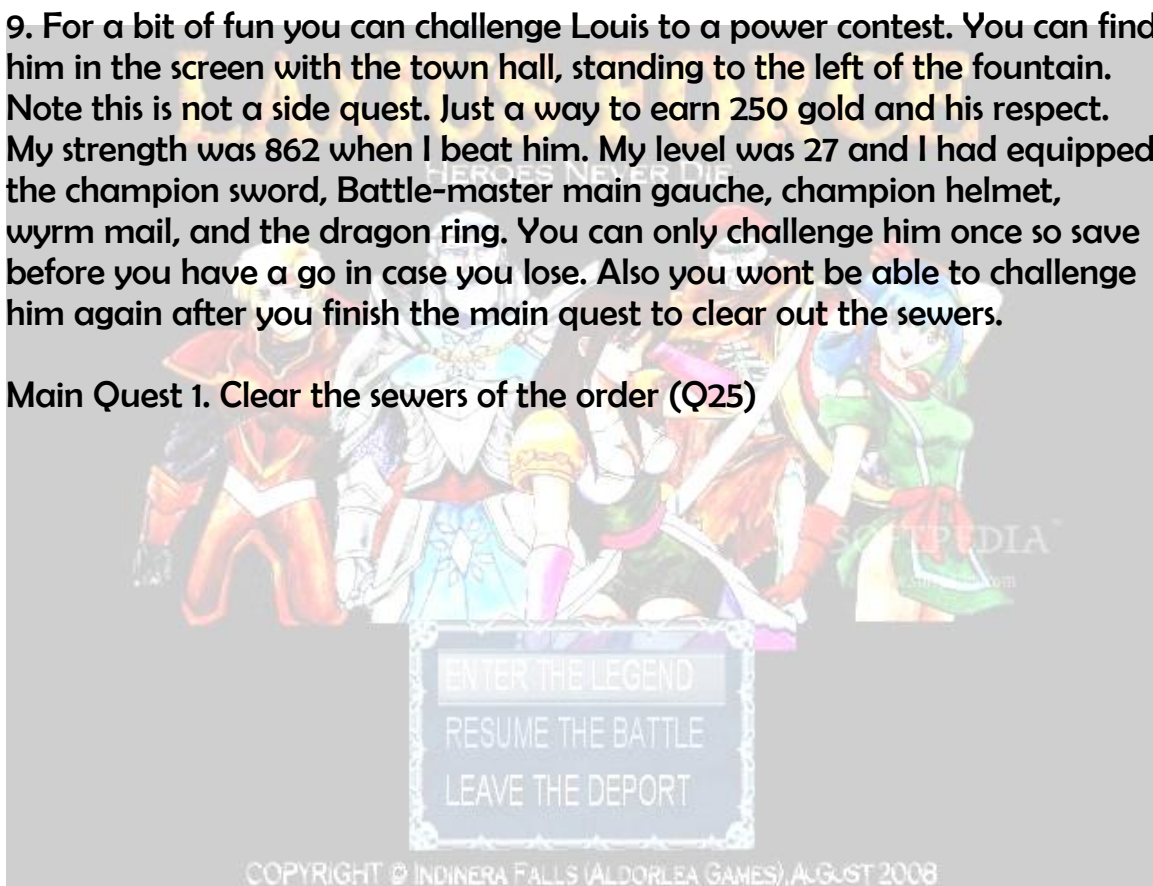 9. For a bit of fun you can challenge Louis to a power contest. You can find
him in the screen with the town hall, standing to the left of the fountain.
Note this is not a side quest. Just a way to earn 250 gold and his respect.
My strength was 862 when I beat him. My level was 27 and I had equipped
the champion sword, Battle-master main gauche, champion helmet,
wyrm mail, and the dragon ring. You can only challenge him once so save
before you have a go in case you lose. Also you wont be able to challenge
him again after you finish the main quest to clear out the sewers.
Main Quest 1. Clear the sewers of the order (Q25)
LAXIUS FORCE
HEROES NEVER DIE
SOFTPEDIA
ENTER THE LEGEND
RESUME THE BATTLE
LEAVE THE DEPORT
COPYRIGHT © INDINERA FALLS (ALDORLEA GAMES), AUGUST 2008